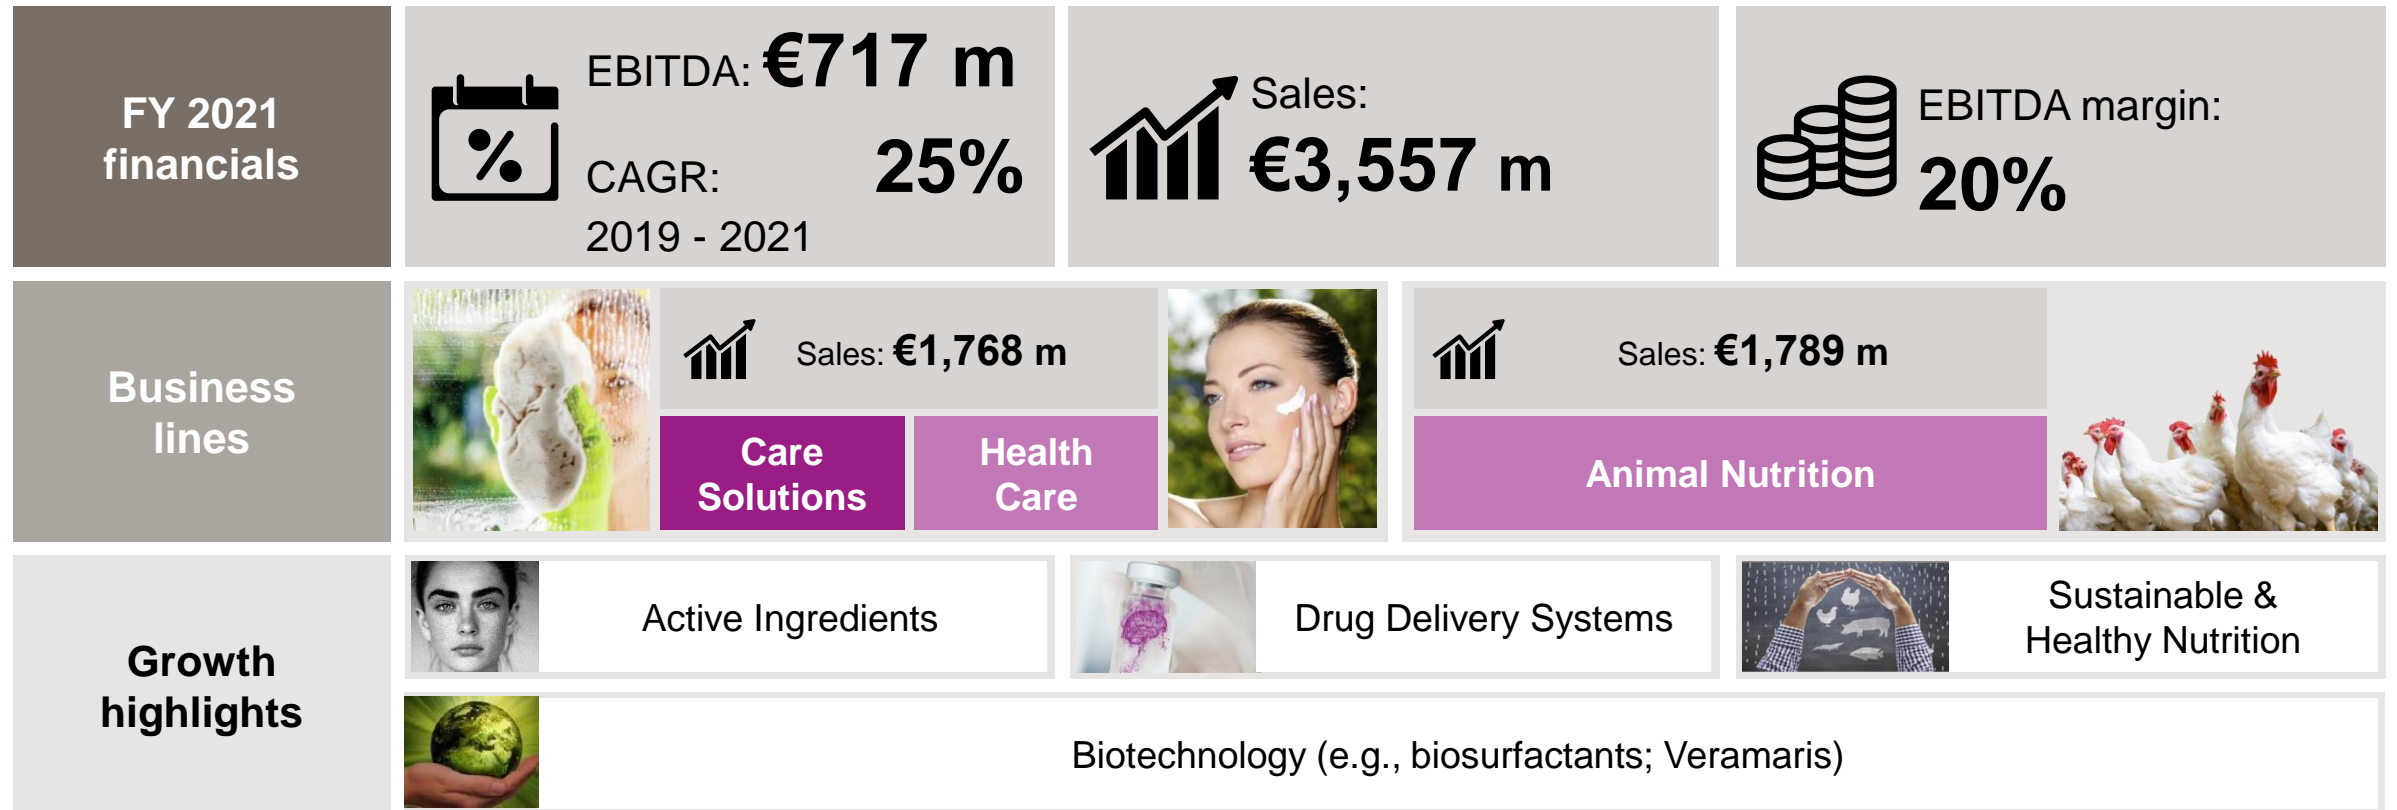 FY 2021
financials
EBITDA: €717 m
CAGR: 25%
2019 - 2021
Sales:
€3,557 m
EBITDA margin:
20%
Business
lines
Sales: €1,768 m
Care
Solutions
Health
Care
Sales: €1,789 m
Animal Nutrition
Growth
highlights
Active Ingredients
Drug Delivery Systems
Sustainable &
Healthy Nutrition
Biotechnology (e.g., biosurfactants; Veramaris)